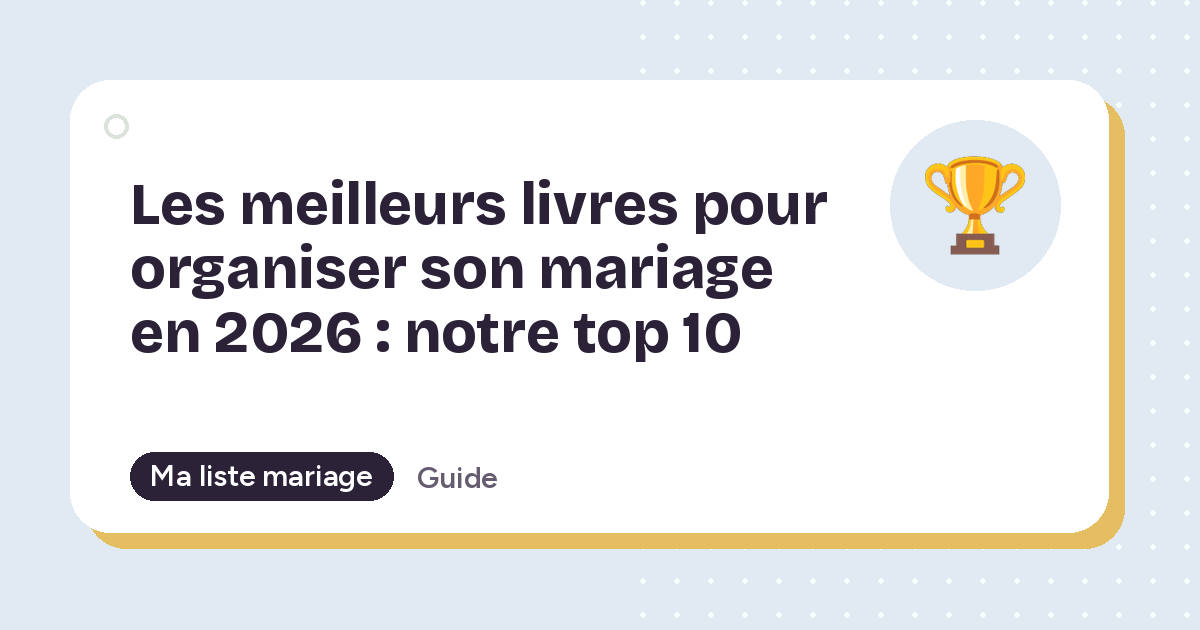 Les meilleurs livres pour
organiser son mariage
en 2026 : notre top 10
Ma liste mariage
Guide